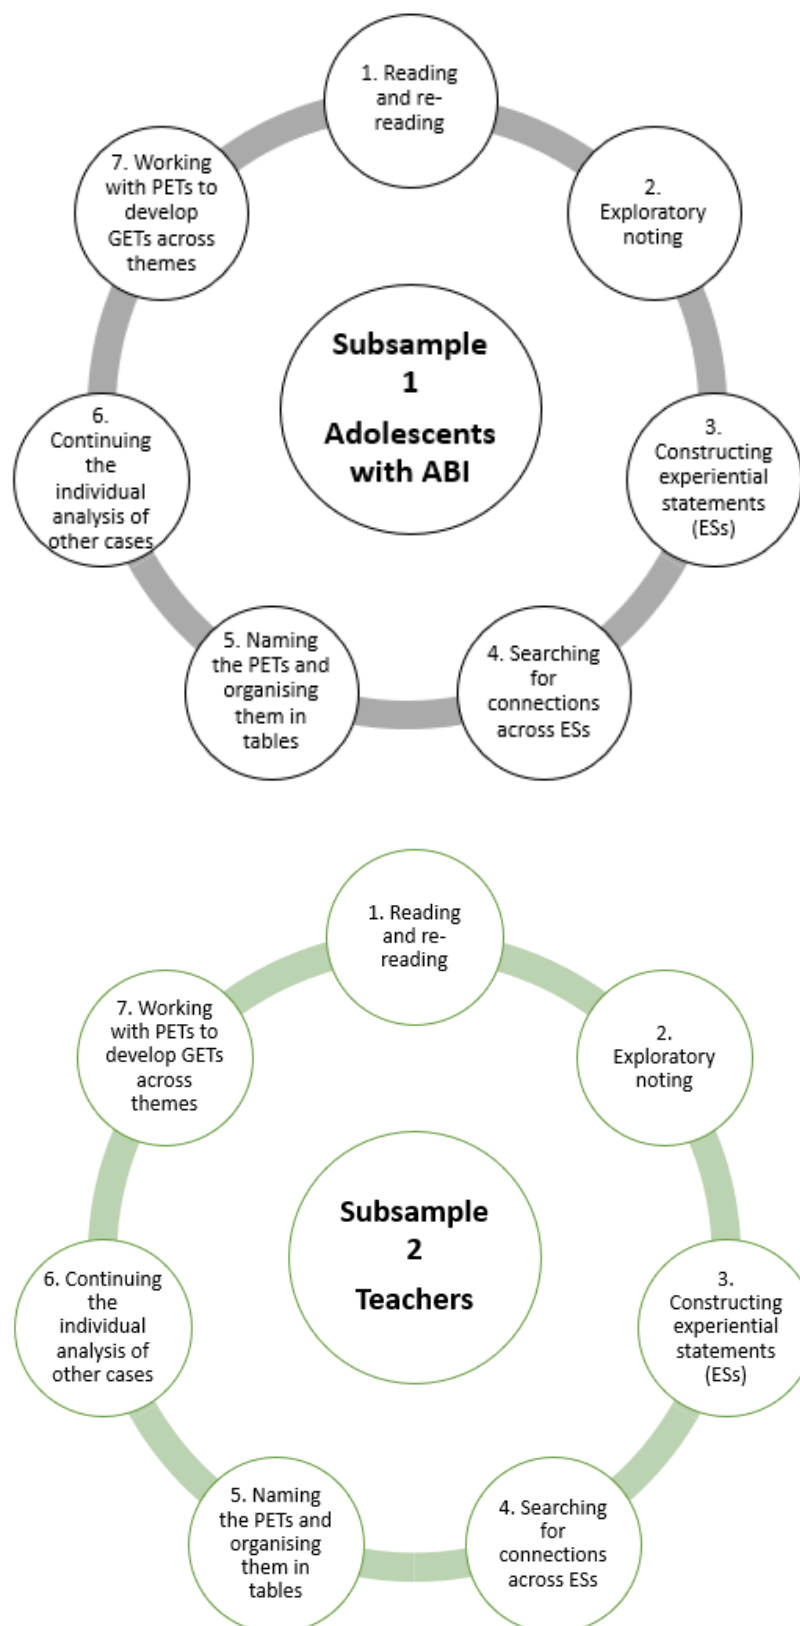 1. Reading
and re-
reading
2.
Exploratory
noting
3.
Constructing
experiential
statements
(ESs)
4. Searching
for
connections
across ESs
5. Naming
the PETs and
organising
them in
tables
6.
Continuing
the
individual
analysis of
other cases
7. Working
with PETs to
develop
GETs across
themes
Subsample
1
Adolescents
with ABI
1. Reading
and re-
reading
2.
Exploratory
noting
3.
Constructing
experiential
statements
(ESs)
4. Searching
for
connections
across ESs
5. Naming
the PETs and
organising
them in
tables
6. Continuing
the
individual
analysis of
other cases
7. Working
with PETs to
develop GETs
across
themes
Subsample
2
Teachers